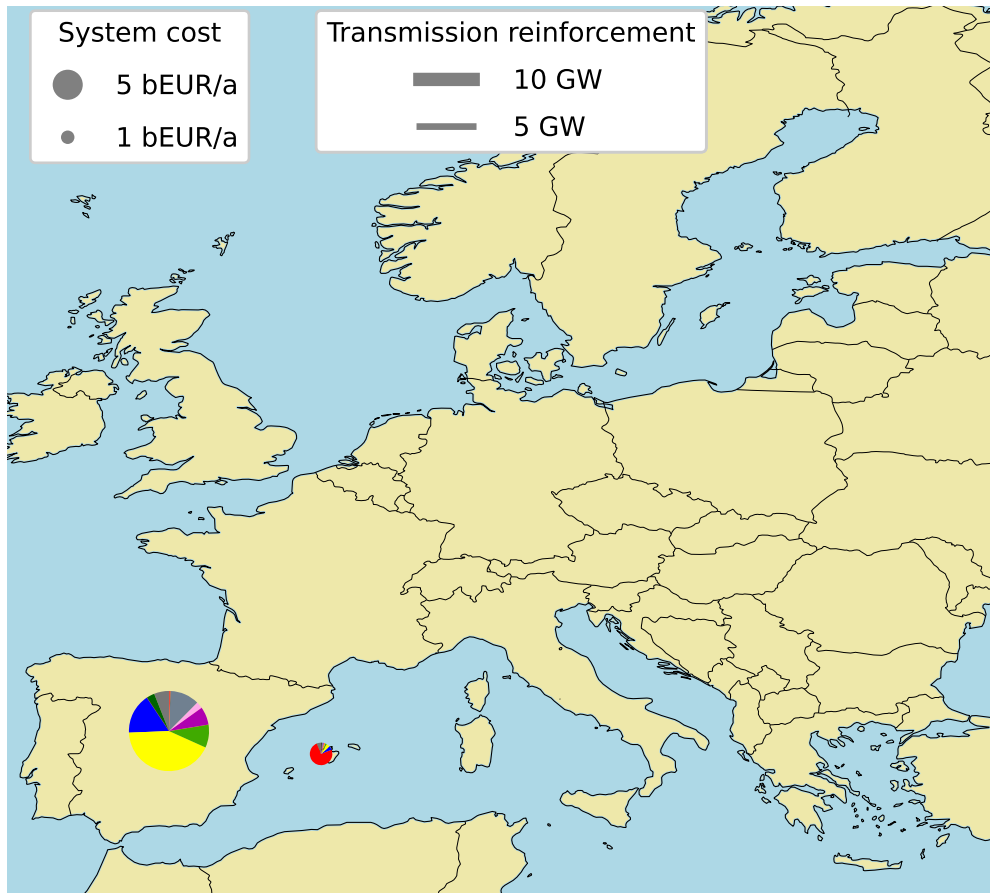 System cost
5 bEUR/a
1 bEUR/a
Transmission reinforcement
10 GW
5 GW